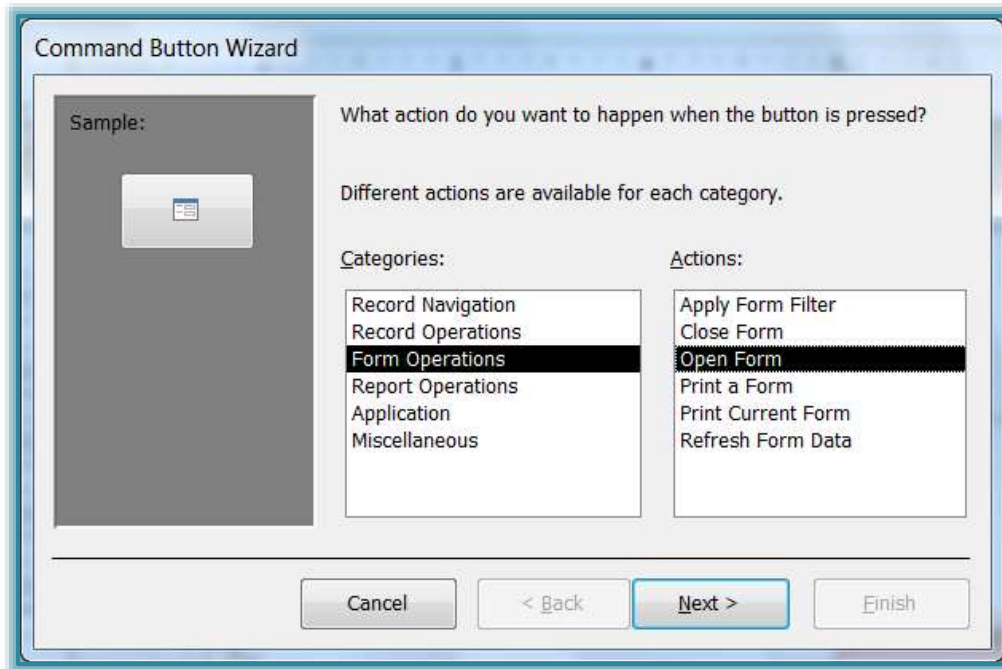 Command Button Wizard
Sample:
What action do you want to happen when the button is pressed?
Different actions are available for each category.
Categories:
Record Navigation
Record Operations
Form Operations
Report Operations
Application
Miscellaneous
Actions:
Apply Form Filter
Close Form
Open Form
Print a Form
Print Current Form
Refresh Form Data
Cancel
< Back
Next >
Finish